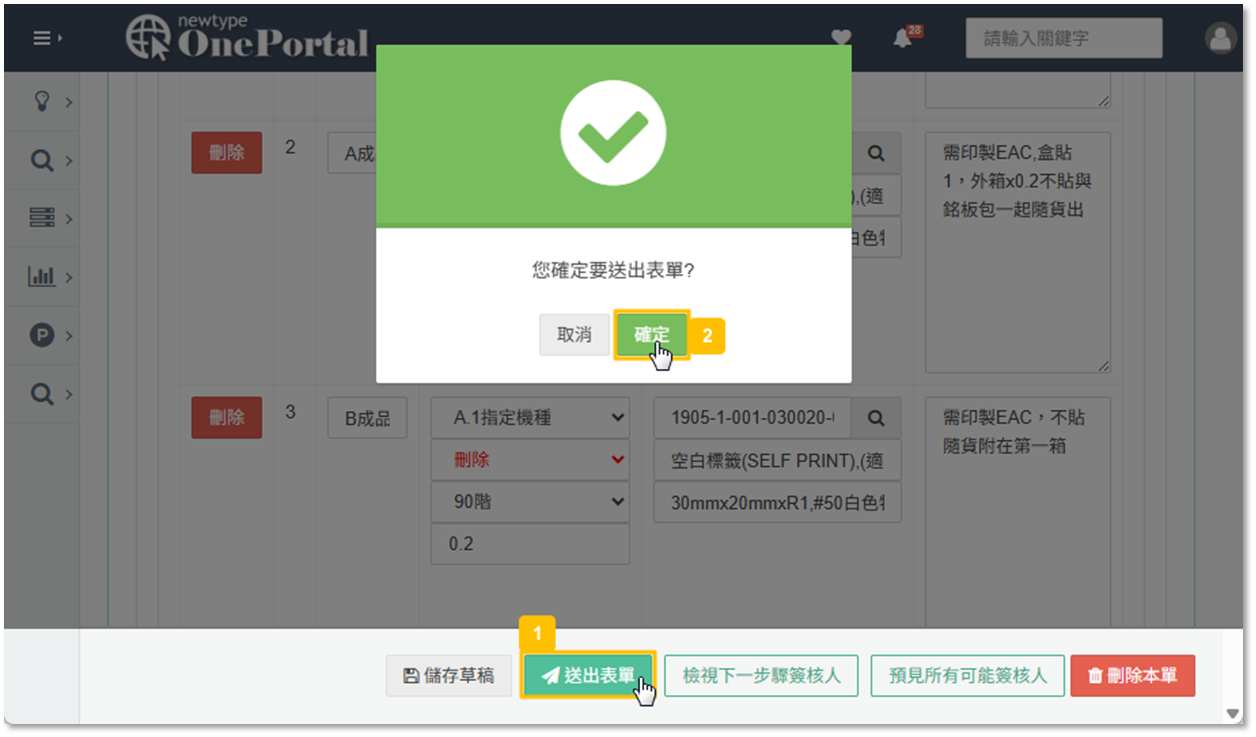 newtype
OnePortal
28
請輸入關鍵字
刪除
2
A成
需印製EAC,盒貼
1，外箱x0.2不貼與
銘板包一起隨貨出
),(適
白色
您確定要送出表單?
取消
確定
2
刪除
3
B成品
A.1指定機種
刪除
90階
0.2
1905-1-001-030020-
空白標籤(SELF PRINT),(適
30mmx20mmxR1,#50白色
需印製EAC，不貼
隨貨附在第一箱
P
1
儲存草稿
送出表單
檢視下一步驟簽核人
預見所有可能簽核人
刪除本單